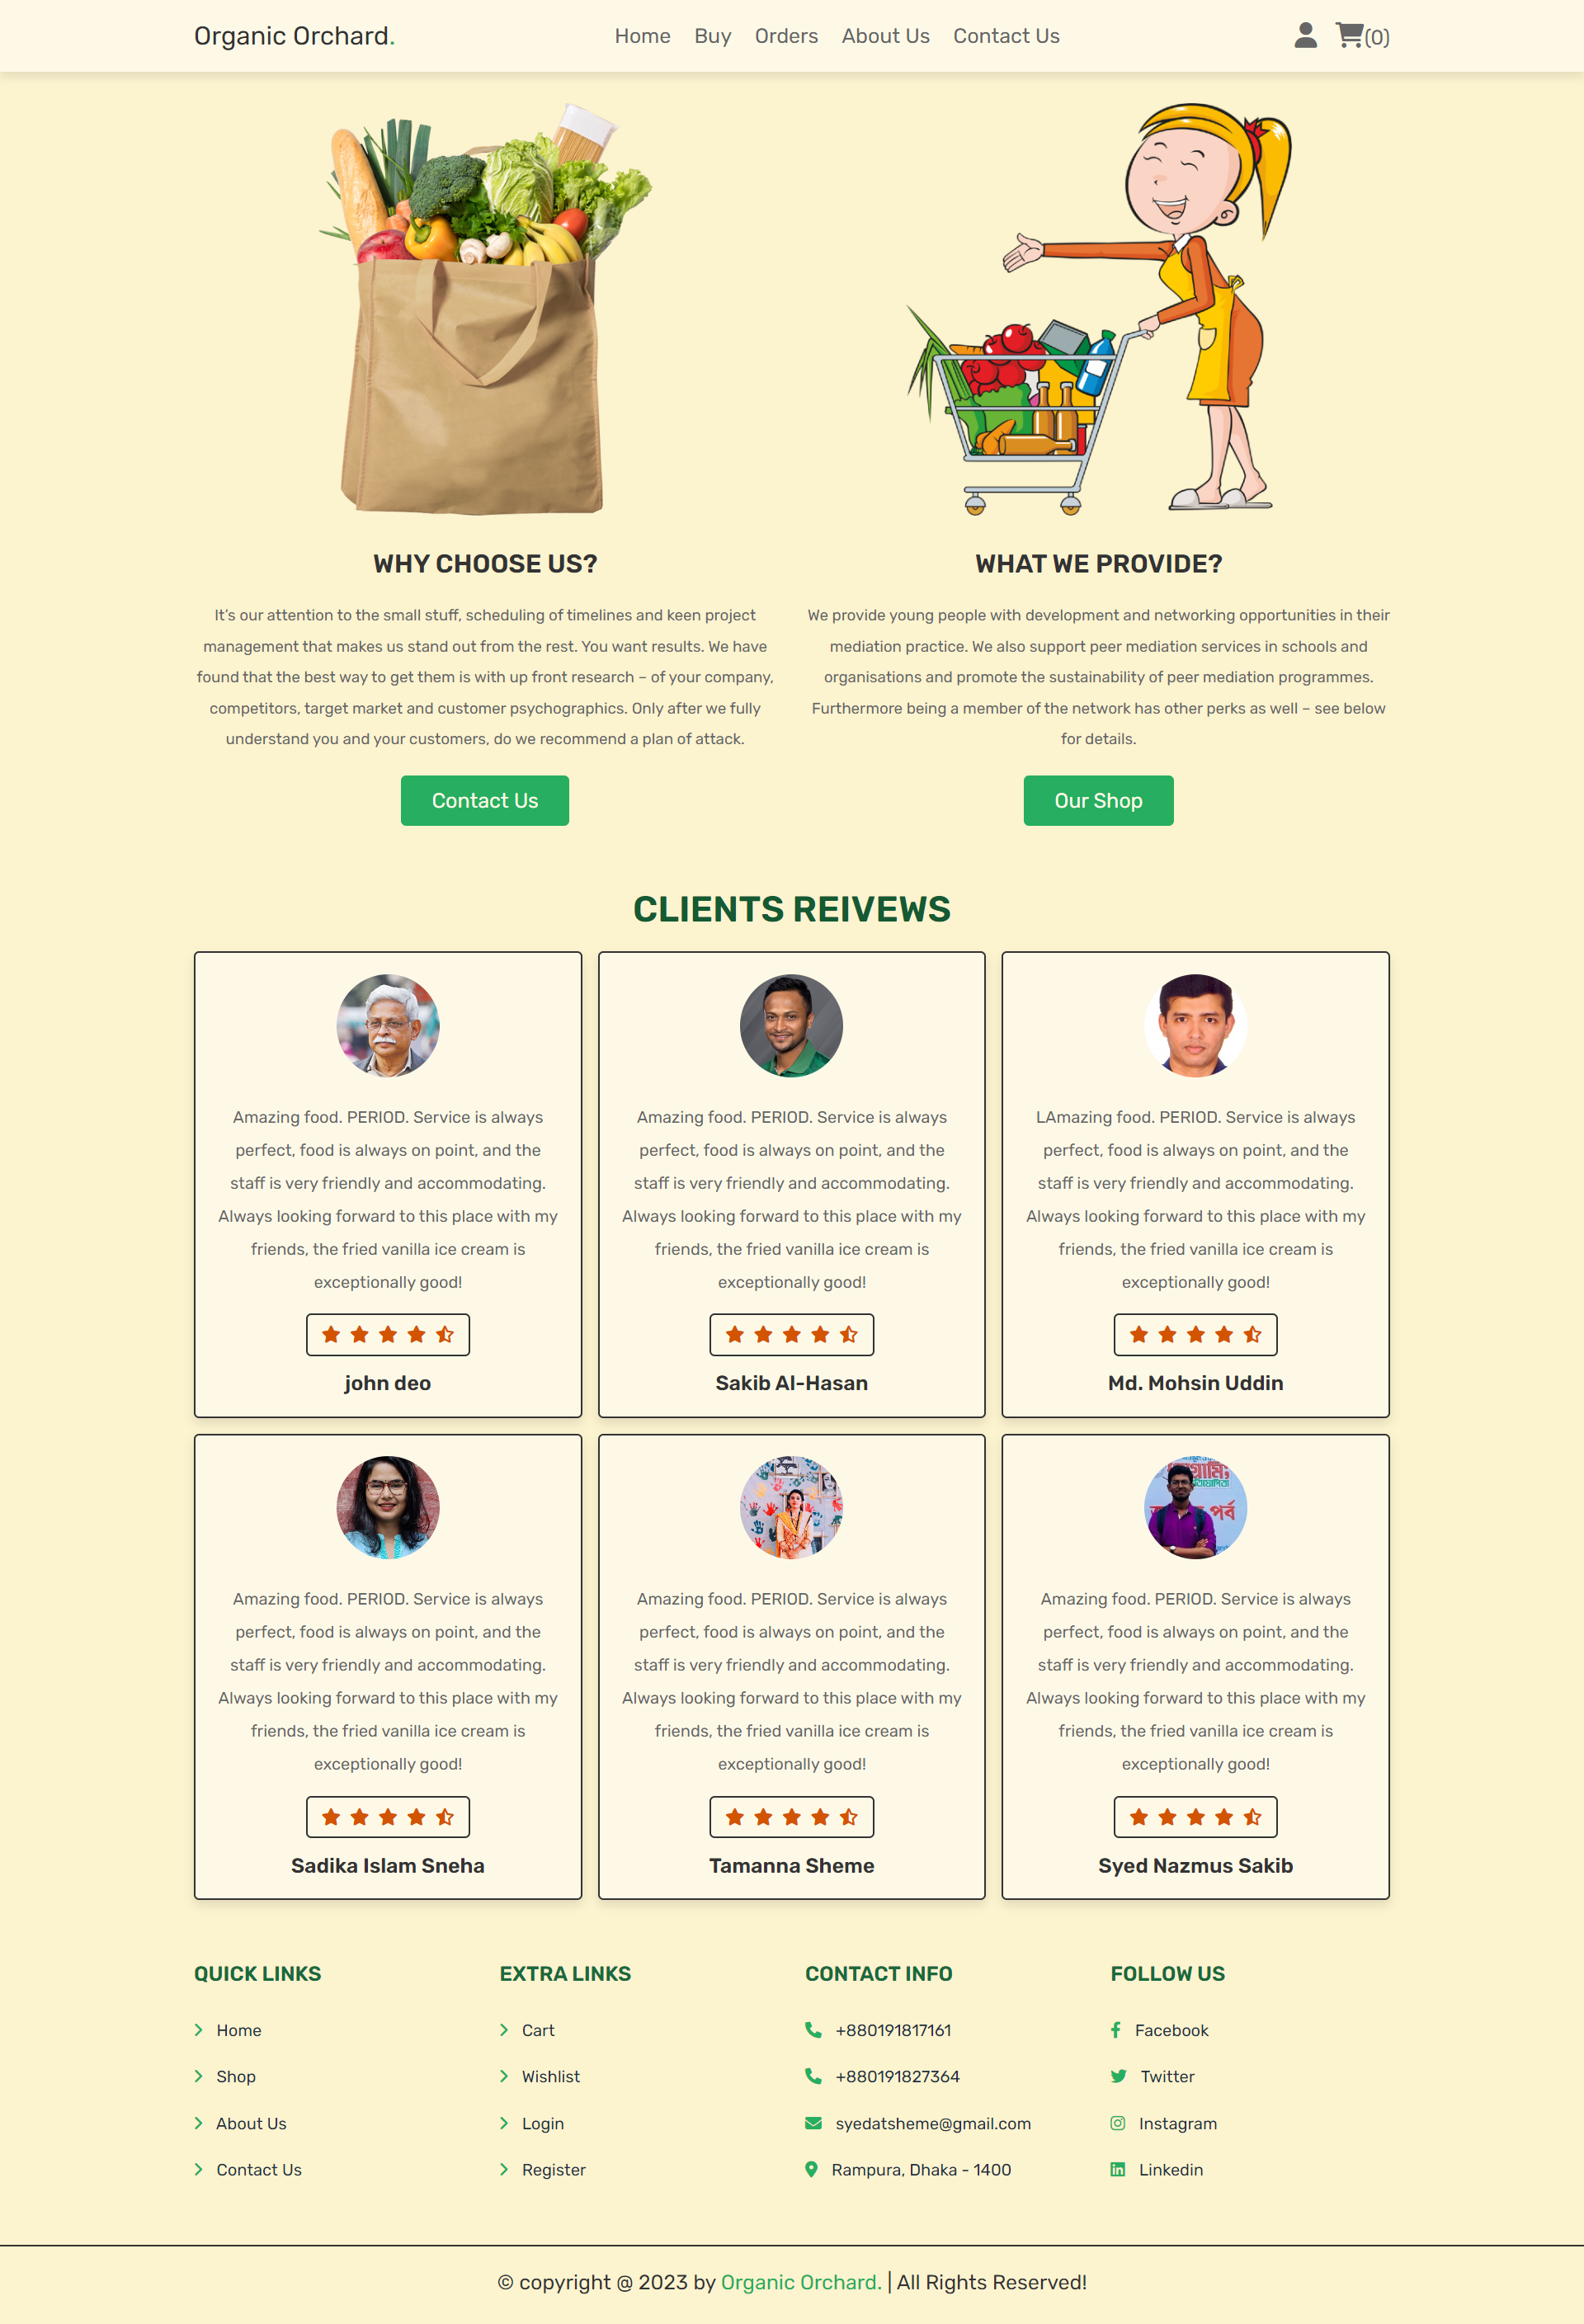 Organic Orchard.
Home Buy Orders About Us Contact Us
(0)
WHY CHOOSE US?
It's our attention to the small stuff, scheduling of timelines and keen project
management that makes us stand out from the rest. You want results. We have
found that the best way to get them is with up front research – of your company,
competitors, target market and customer psychographics. Only after we fully
understand you and your customers, do we recommend a plan of attack.
Contact Us
WHAT WE PROVIDE?
We provide young people with development and networking opportunities in their
mediation practice. We also support peer mediation services in schools and
organisations and promote the sustainability of peer mediation programmes.
Furthermore being a member of the network has other perks as well – see below
for details.
Our Shop
CLIENTS REIVEWS
Amazing food. PERIOD. Service is always
perfect, food is always on point, and the
staff is very friendly and accommodating.
Always looking forward to this place with my
friends, the fried vanilla ice cream is
exceptionally good!
john deo
Amazing food. PERIOD. Service is always
perfect, food is always on point, and the
staff is very friendly and accommodating.
Always looking forward to this place with my
friends, the fried vanilla ice cream is
exceptionally good!
Sakib Al-Hasan
LAmazing food. PERIOD. Service is always
perfect, food is always on point, and the
staff is very friendly and accommodating.
Always looking forward to this place with my
friends, the fried vanilla ice cream is
exceptionally good!
Md. Mohsin Uddin
Amazing food. PERIOD. Service is always
perfect, food is always on point, and the
staff is very friendly and accommodating.
Always looking forward to this place with my
friends, the fried vanilla ice cream is
exceptionally good!
Sadika Islam Sneha
Amazing food. PERIOD. Service is always
perfect, food is always on point, and the
staff is very friendly and accommodating.
Always looking forward to this place with my
friends, the fried vanilla ice cream is
exceptionally good!
Tamanna Sheme
পর্ব
Amazing food. PERIOD. Service is always
perfect, food is always on point, and the
staff is very friendly and accommodating.
Always looking forward to this place with my
friends, the fried vanilla ice cream is
exceptionally good!
Syed Nazmus Sakib
QUICK LINKS
Home
Shop
About Us
Contact Us
EXTRA LINKS
Cart
Wishlist
Login
Register
CONTACT INFO
+880191817161
+880191827364
syedatsheme@gmail.com
Rampura, Dhaka - 1400
FOLLOW US
Facebook
Twitter
Instagram
Linkedin
© copyright @ 2023 by Organic Orchard. | All Rights Reserved!